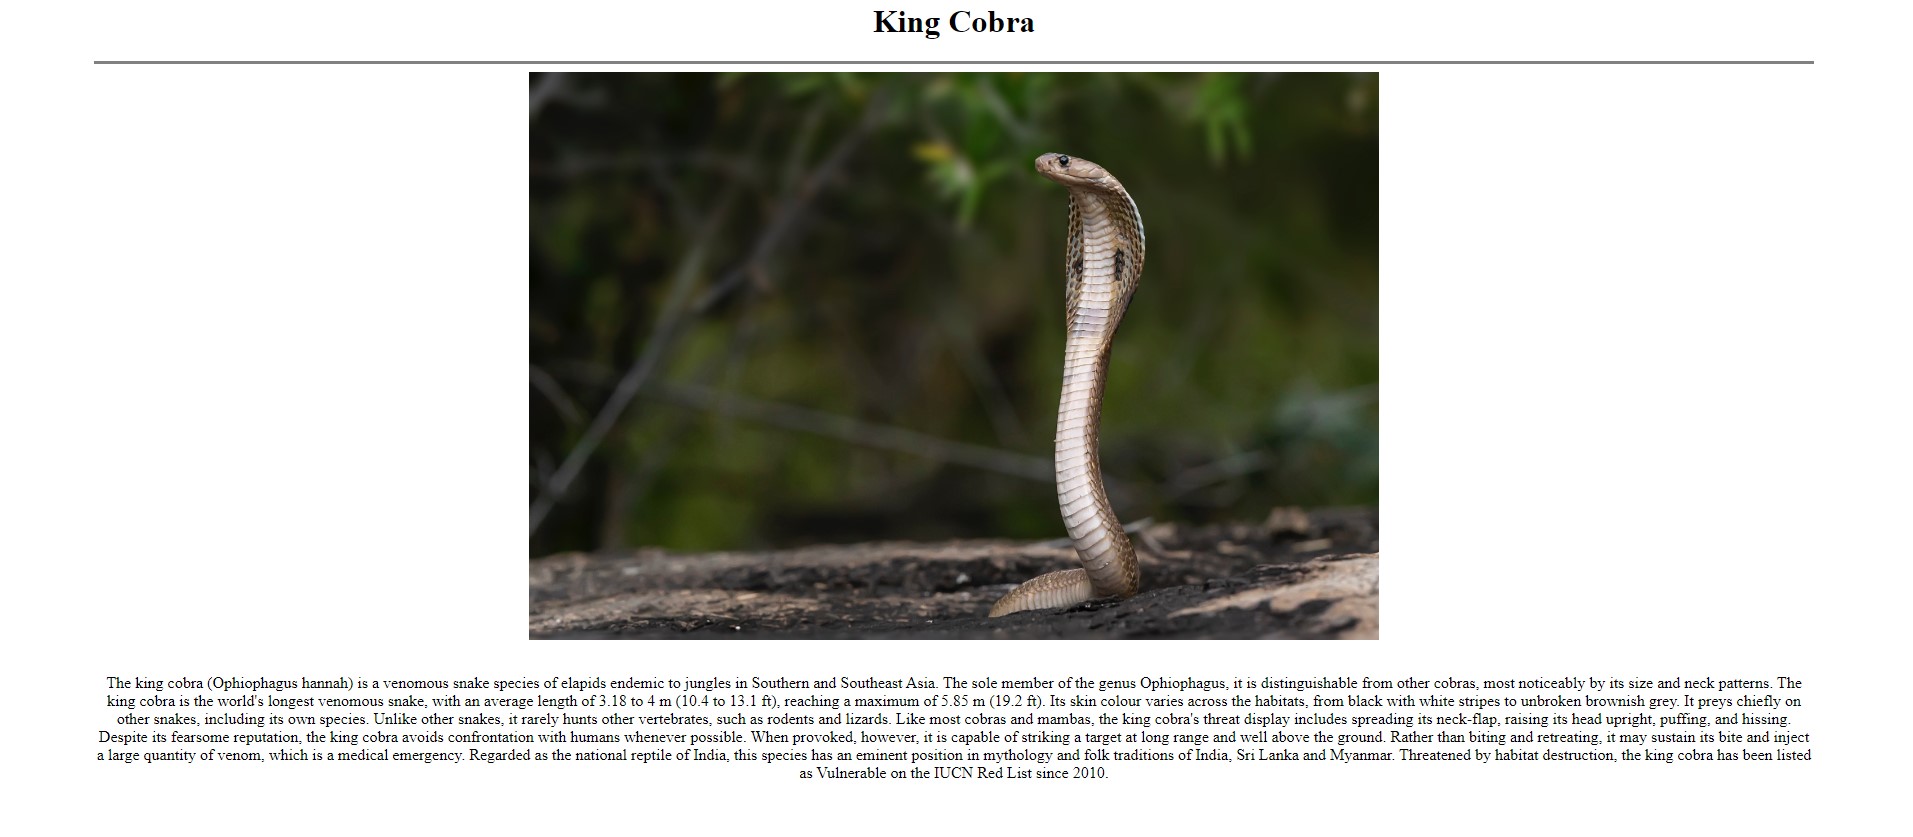 King Cobra
The king cobra (Ophiophagus hannah) is a venomous snake species of elapids endemic to jungles in Southern and Southeast Asia. The sole member of the genus Ophiophagus, it is distinguishable from other cobras, most noticeably by its size and neck patterns. The
king cobra is the world's longest venomous snake, with an average length of 3.18 to 4 m (10.4 to 13.1 ft), reaching a maximum of 5.85 m (19.2 ft). Its skin colour varies across the habitats, from black with white stripes to unbroken brownish grey. It preys chiefly on
other snakes, including its own species. Unlike other snakes, it rarely hunts other vertebrates, such as rodents and lizards. Like most cobras and mambas, the king cobra's threat display includes spreading its neck-flap, raising its head upright, puffing, and hissing.
Despite its fearsome reputation, the king cobra avoids confrontation with humans whenever possible. When provoked, however, it is capable of striking a target at long range and well above the ground. Rather than biting and retreating, it may sustain its bite and inject
a large quantity of venom, which is a medical emergency. Regarded as the national reptile of India, this species has an eminent position in mythology and folk traditions of India, Sri Lanka and Myanmar. Threatened by habitat destruction, the king cobra has been listed
as Vulnerable on the IUCN Red List since 2010.